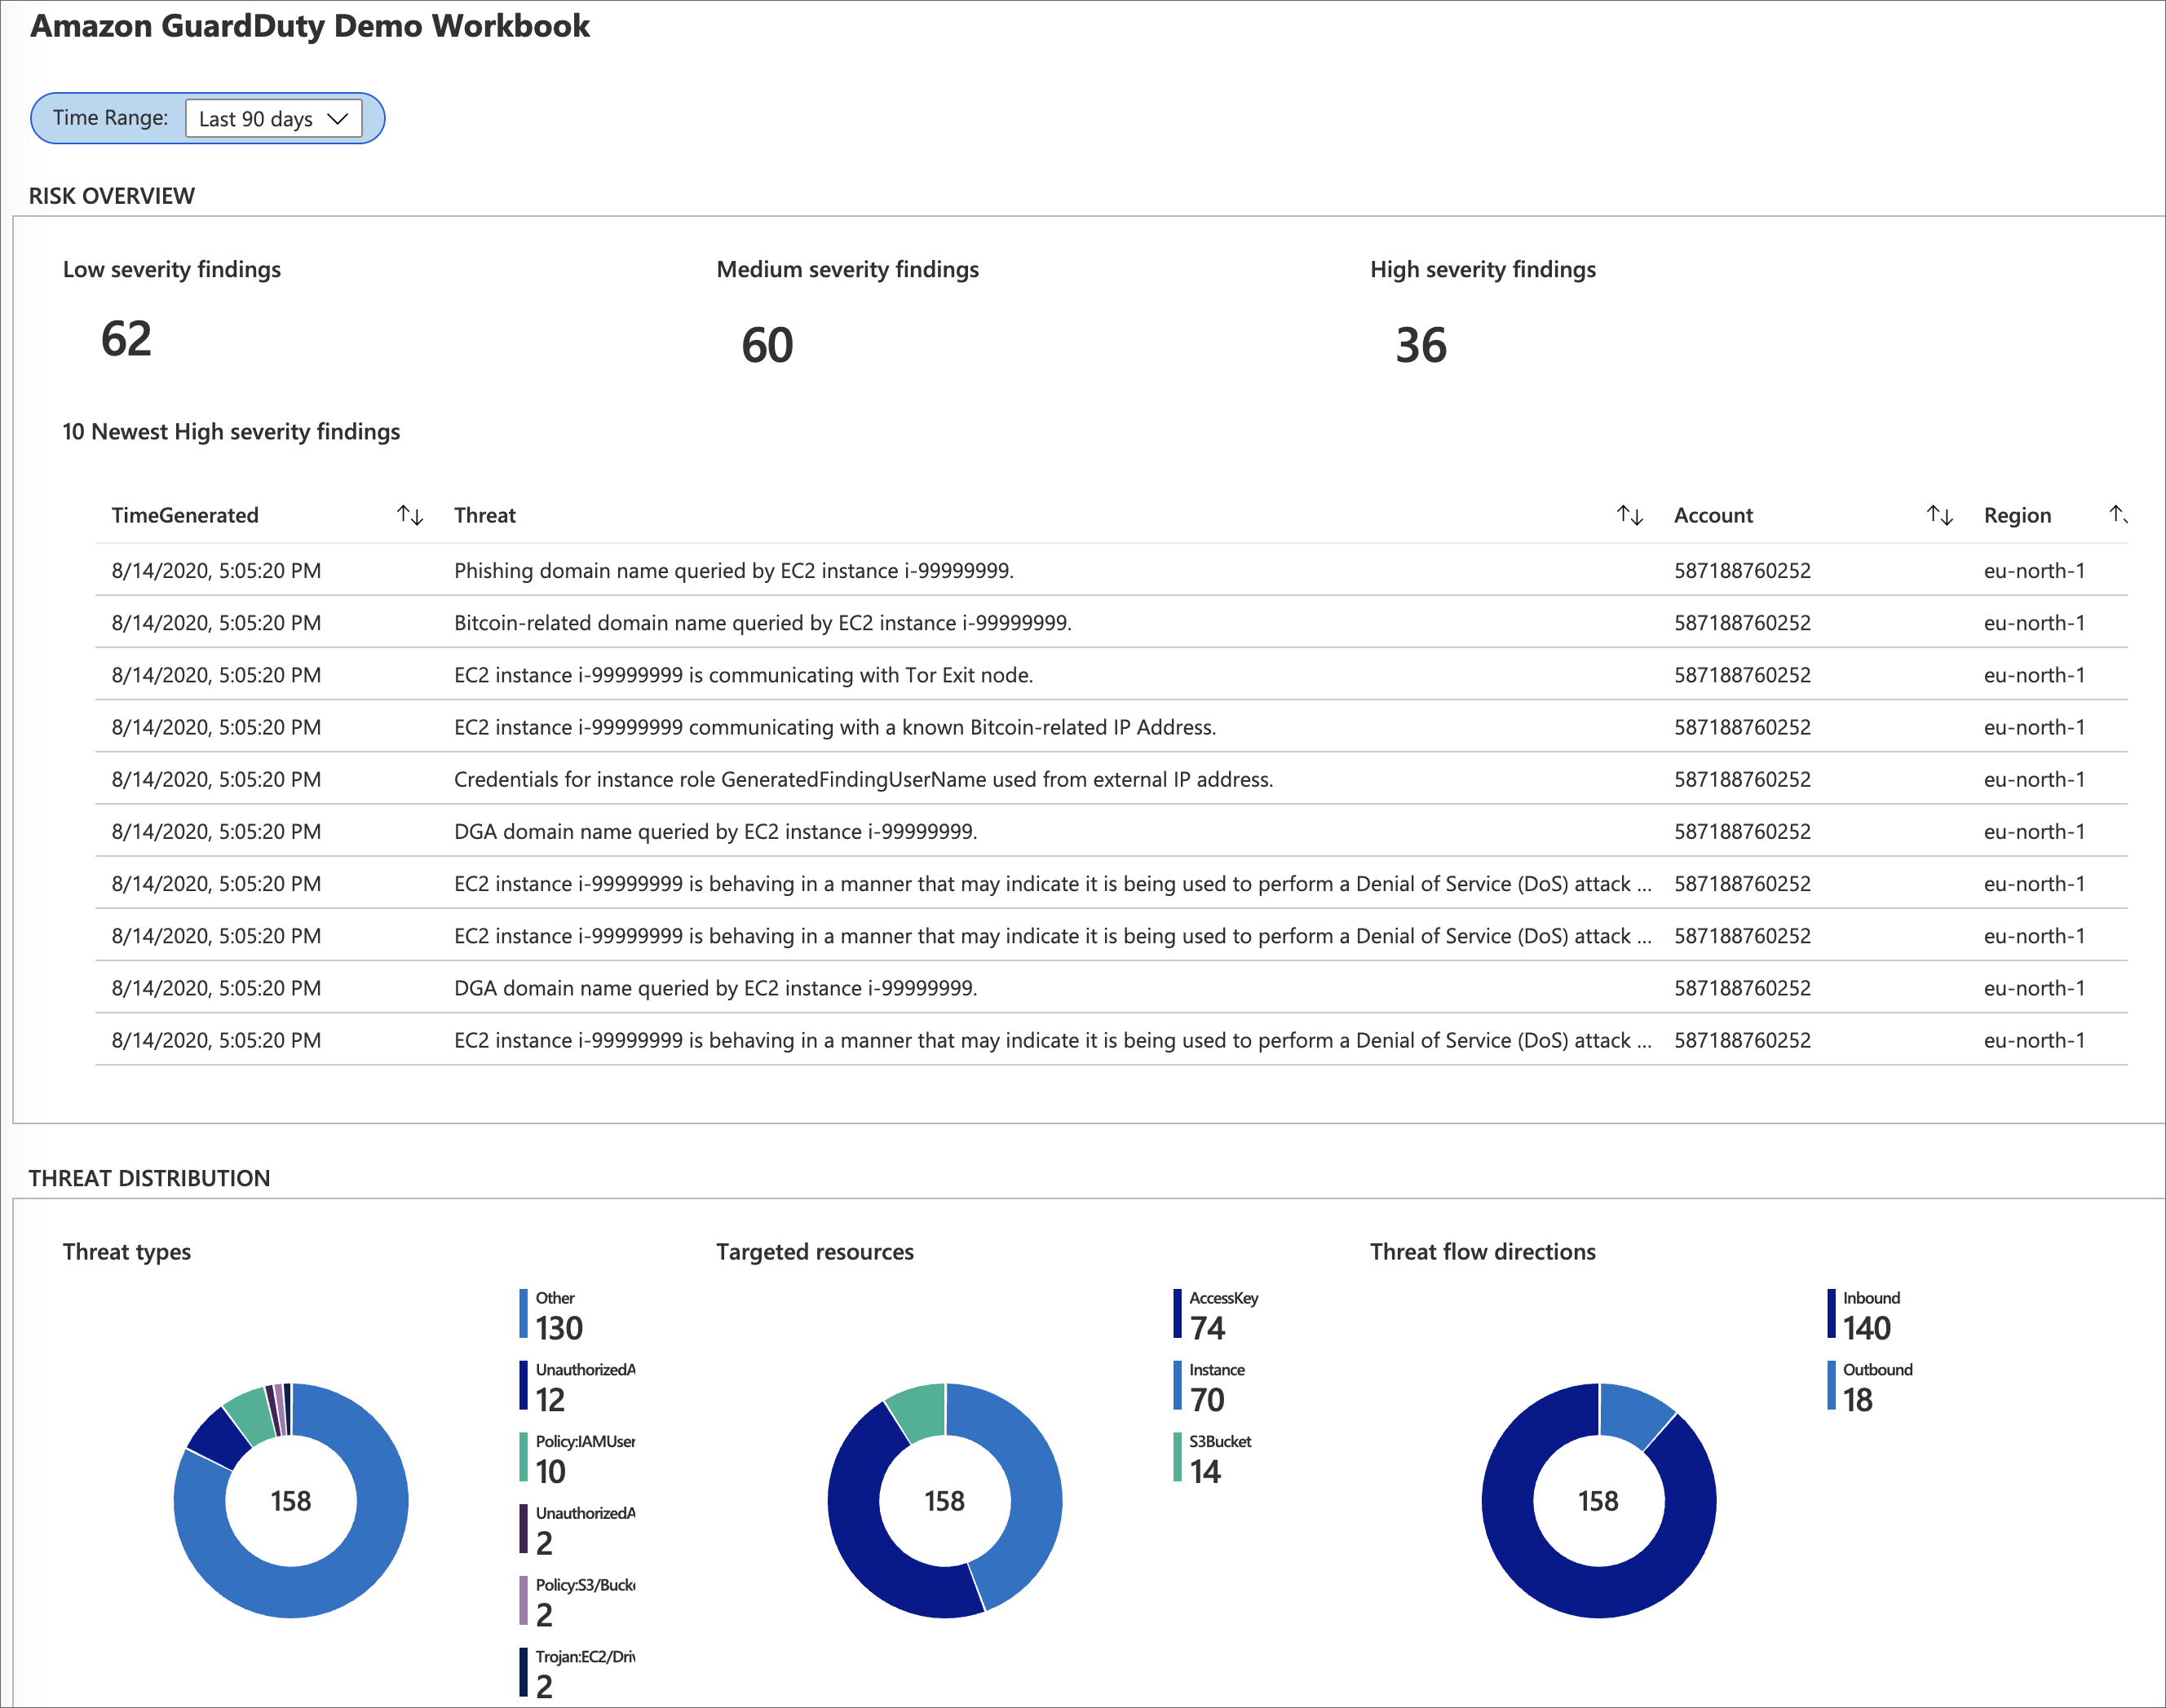 Amazon GuardDuty Demo Workbook
Time Range: Last 90 days
RISK OVERVIEW
Low severity findings Medium severity findings High severity findings
62 60 36
10 Newest High severity findings
TimeGenerated Threat Account Region
8/14/2020, 5:05:20 PM Phishing domain name queried by EC2 instance i-99999999. 587188760252 eu-north-1
8/14/2020, 5:05:20 PM Bitcoin-related domain name queried by EC2 instance i-99999999. 587188760252 eu-north-1
8/14/2020, 5:05:20 PM EC2 instance i-99999999 is communicating with Tor Exit node. 587188760252 eu-north-1
8/14/2020, 5:05:20 PM EC2 instance i-99999999 communicating with a known Bitcoin-related IP Address. 587188760252 eu-north-1
8/14/2020, 5:05:20 PM Credentials for instance role GeneratedFindingUserName used from external IP address. 587188760252 eu-north-1
8/14/2020, 5:05:20 PM DGA domain name queried by EC2 instance i-99999999. 587188760252 eu-north-1
8/14/2020, 5:05:20 PM EC2 instance i-99999999 is behaving in a manner that may indicate it is being used to perform a Denial of Service (DoS) attack ... 587188760252 eu-north-1
8/14/2020, 5:05:20 PM EC2 instance i-99999999 is behaving in a manner that may indicate it is being used to perform a Denial of Service (DoS) attack ... 587188760252 eu-north-1
8/14/2020, 5:05:20 PM DGA domain name queried by EC2 instance i-99999999. 587188760252 eu-north-1
8/14/2020, 5:05:20 PM EC2 instance i-99999999 is behaving in a manner that may indicate it is being used to perform a Denial of Service (DoS) attack ... 587188760252 eu-north-1
THREAT DISTRIBUTION
Threat types
158
Other
130
UnauthorizedA
12
Policy:IAMUser
10
UnauthorizedA
2
Policy:S3/Bucke
2
Trojan:EC2/Driv
2
Targeted resources
158
AccessKey
74
Instance
70
S3Bucket
14
Threat flow directions
158
Inbound
140
Outbound
18